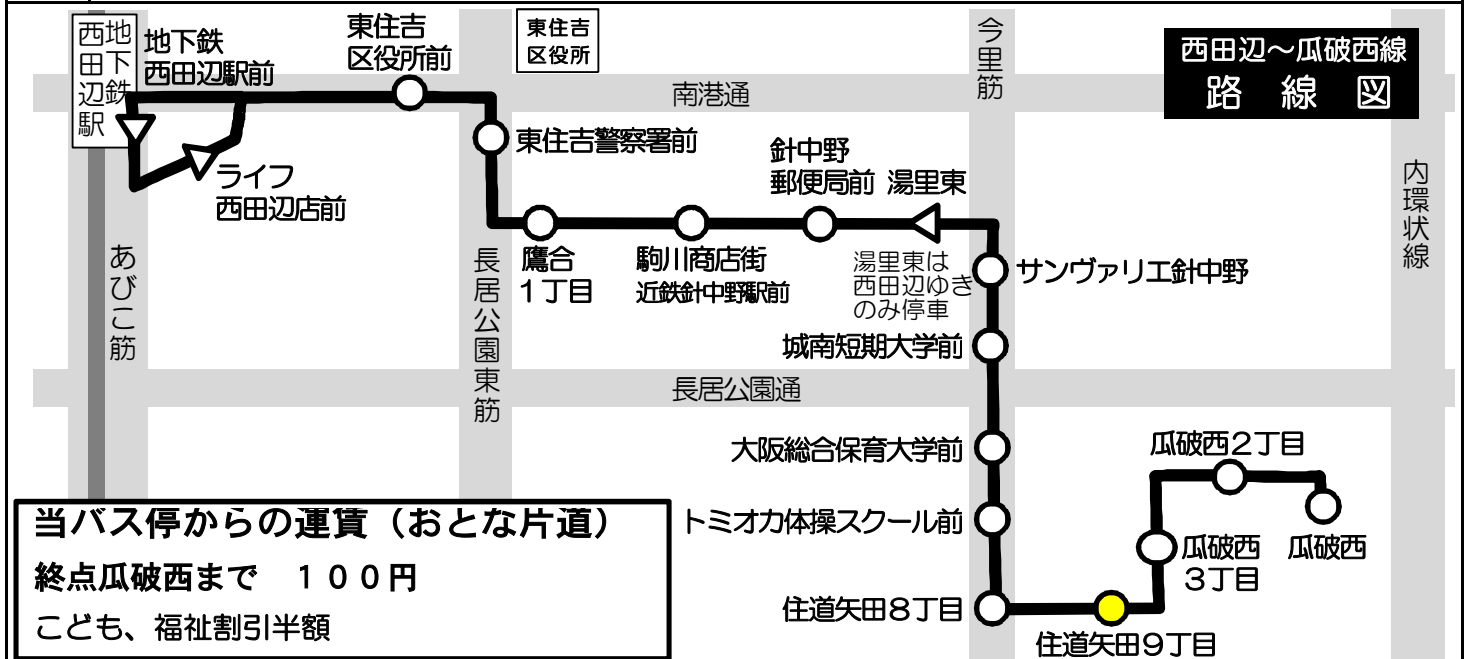 地下鉄
西田辺駅
地下鉄
西田辺駅前
東住吉
区役所前
東住吉
区役所
今里筋
西田辺～瓜破西線
路線図
南港通
東住吉警察署前
針中野
郵便局前
湯里東
ライフ
西田辺店前
内環状線
あびこ筋
長居公園東筋
鷹合
１丁目
駒川商店街
近鉄針中野駅前
湯里東は
西田辺ゆき
のみ停車
サンヴァリエ針中野
城南短期大学前
長居公園通
大阪総合保育大学前
瓜破西２丁目
トミオカ体操スクール前
瓜破西
３丁目
瓜破西
住道矢田８丁目
住道矢田９丁目
当バス停からの運賃（おとな片道）
終点瓜破西まで　１００円
こども、福祉割引半額